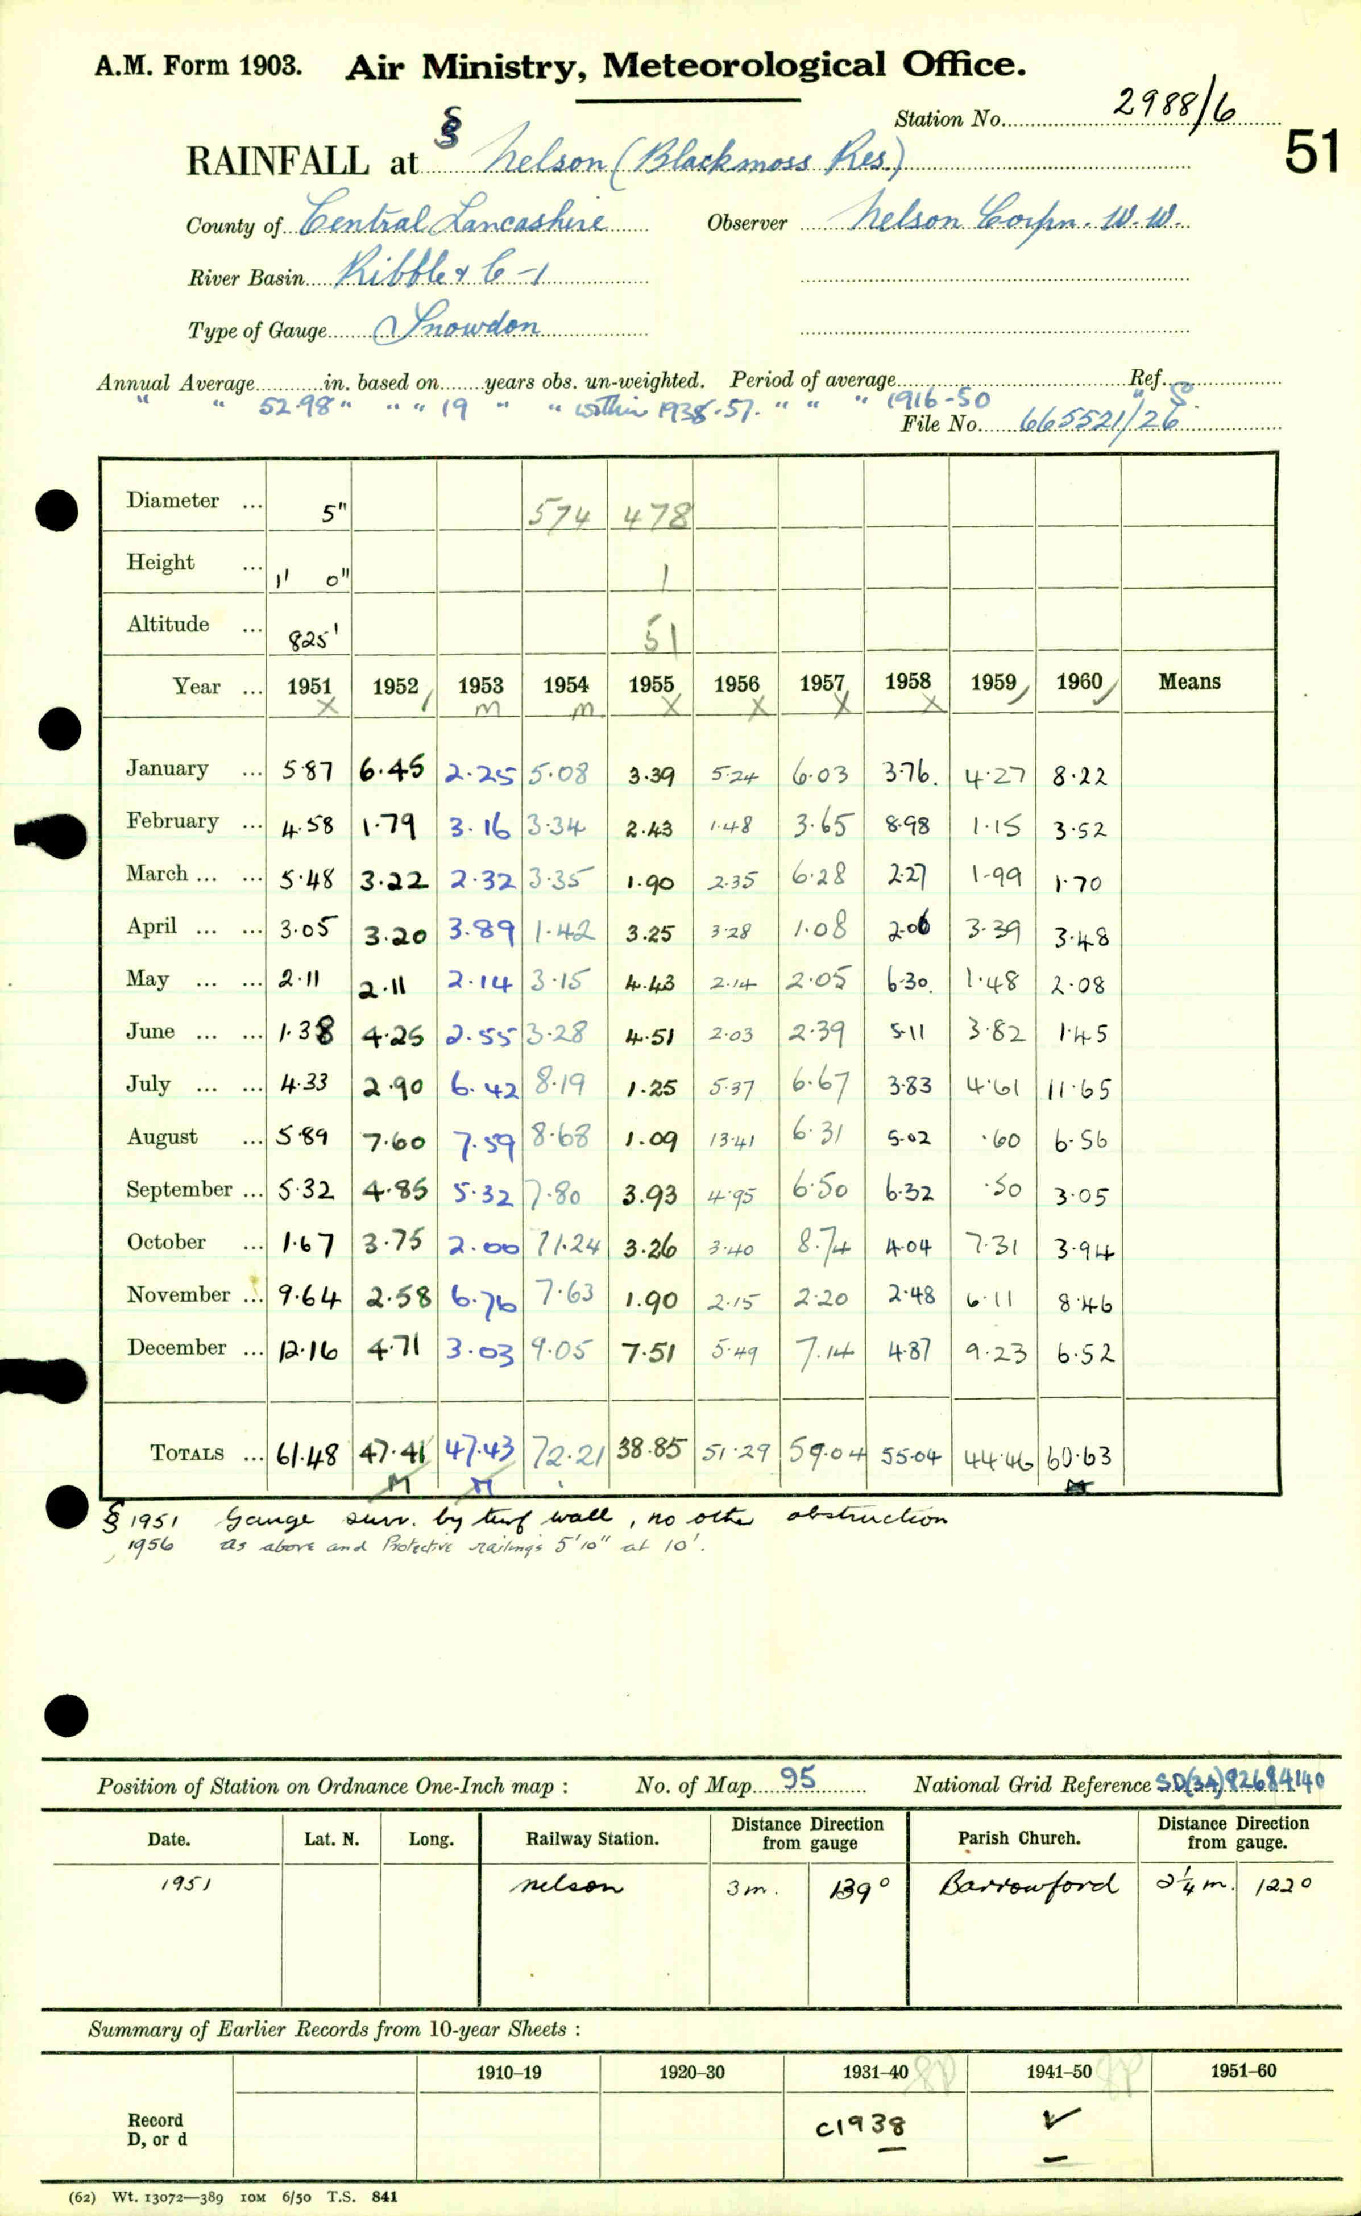 A.M. Form 1903. Air Ministry, Meteorological Office.
Station No. 2988/6
51
§
RAINFALL at Nelson (Blackmoss Res.)
County of Central Lancashire Observer Nelson Corpn. W.W.
River Basin Ribble & C-1
Type of Gauge Snowdon
Annual Average in. based on years obs. un-weighted. Period of average Ref.
" " 52.98 " " " " 19 " " within 1938-57. " " " 1916-50 "
File No. 665521/26
Diameter ... 5" 574 478
Height ... 1' 0" 1
Altitude ... 825' 51
Year ... 1951 1952 1953 1954 1955 1956 1957 1958 1959 1960 Means
X / m m X X X X / /
January ... 5.87 6.45 2.25 5.08 3.39 5.24 6.03 3.76. 4.27 8.22
February ... 4.58 1.79 3.16 3.34 2.43 1.48 3.65 8.98 1.15 3.52
March ... ... 5.48 3.22 2.32 3.35 1.90 2.35 6.28 2.27 1.99 1.70
April ... ... 3.05 3.20 3.89 1.42 3.25 3.28 1.08 2.06 3.39 3.48
May ... ... 2.11 2.11 2.14 3.15 4.43 2.14 2.05 6.30. 1.48 2.08
June ... ... 1.38 4.25 2.55 3.28 4.51 2.03 2.39 5.11 3.82 1.45
July ... ... 4.33 2.90 6.42 8.19 1.25 5.37 6.67 3.83 4.61 11.65
August ... 5.89 7.60 7.59 8.68 1.09 13.41 6.31 5.02 .60 6.56
September ... 5.32 4.85 5.32 7.80 3.93 4.95 6.50 6.32 .50 3.05
October ... 1.67 3.75 2.00 11.24 3.26 3.40 8.74 4.04 7.31 3.94
November ... 9.64 2.58 6.76 7.63 1.90 2.15 2.20 2.48 6.11 8.46
December ... 12.16 4.71 3.03 9.05 7.51 5.49 7.14 4.87 9.23 6.52
TOTALS ... 61.48 47.41 47.43 72.21 38.85 51.29 59.04 55.04 44.46 60.63
M M
§ 1951 Gauge surr. by turf wall, no other obstruction
1956 as above and Protective railings 5'10" at 10'.
Position of Station on Ordnance One-Inch map : No. of Map 95 National Grid Reference SD(34)82684140
Date. Lat. N. Long. Railway Station. Distance Direction from gauge Parish Church. Distance Direction from gauge.
1951 Nelson 3m. 139° Barrowford 2¼ m. 122°
Summary of Earlier Records from 10-year Sheets :
1910–19 1920–30 1931–40 1941–50 1951–60
Record
D, or d
c1938 ✓
(62) Wt. 13072—389 10M 6/50 T.S. 841